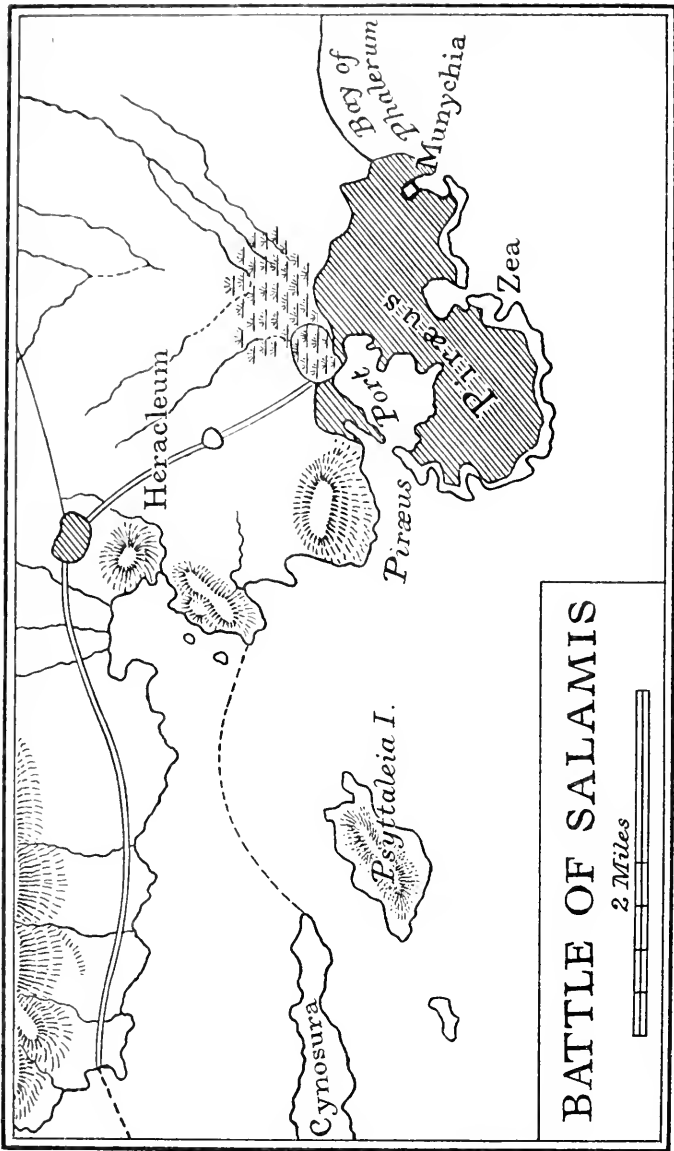 Bay of
Phalerum
Munychia
Heracleum
Port
Piræus
Zea
Piræus
Psyttaleia I.
Cynosura
BATTLE OF SALAMIS
2 Miles